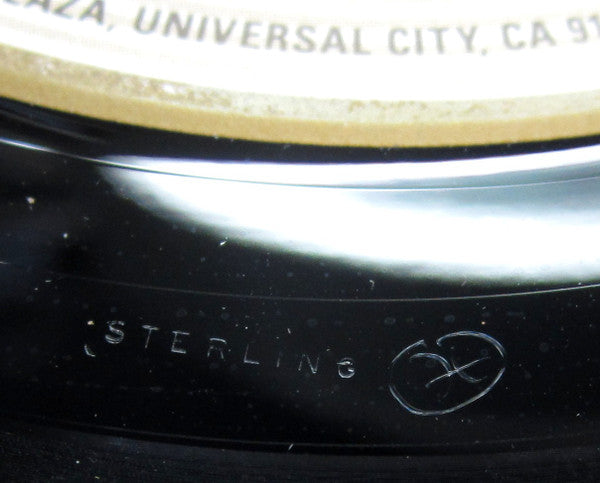 PLAZA, UNIVERSAL CITY, CA 91
STERLING